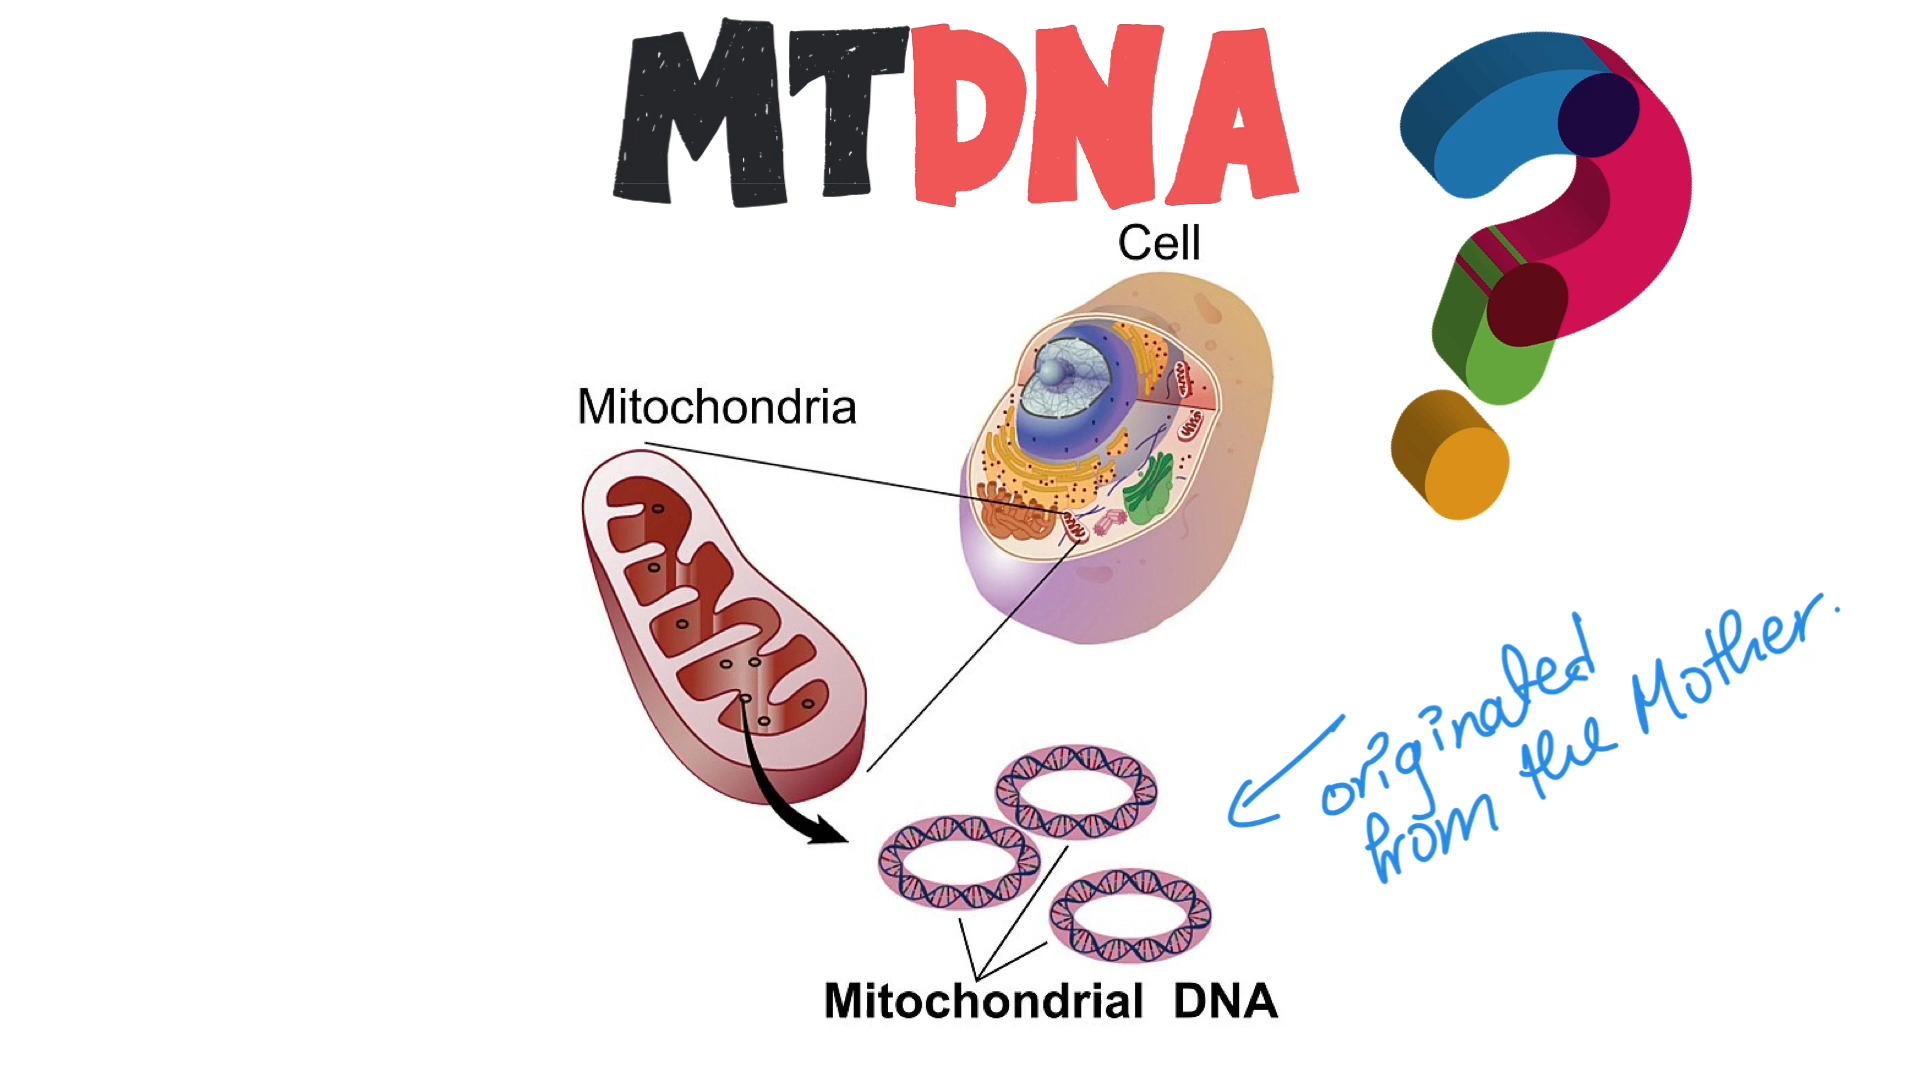 MTDNA
Cell
Mitochondria
originated
from the Mother.
Mitochondrial DNA